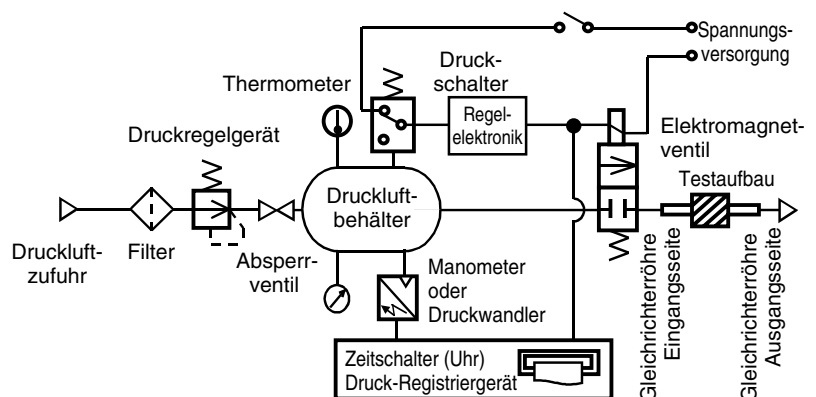 Spannungs-
versorgung
Druck-
schalter
Thermometer
Regel-
elektronik
Elektromagnet-
ventil
Druckregelgerät
Testaufbau
Druckluft-
behälter
Druckluft-
zufuhr
Filter
Absperr-
ventil
Manometer
oder
Druckwandler
Gleichrichterröhre
Eingangsseite
Gleichrichterröhre
Ausgangsseite
Zeitschalter (Uhr)
Druck-Registriergerät